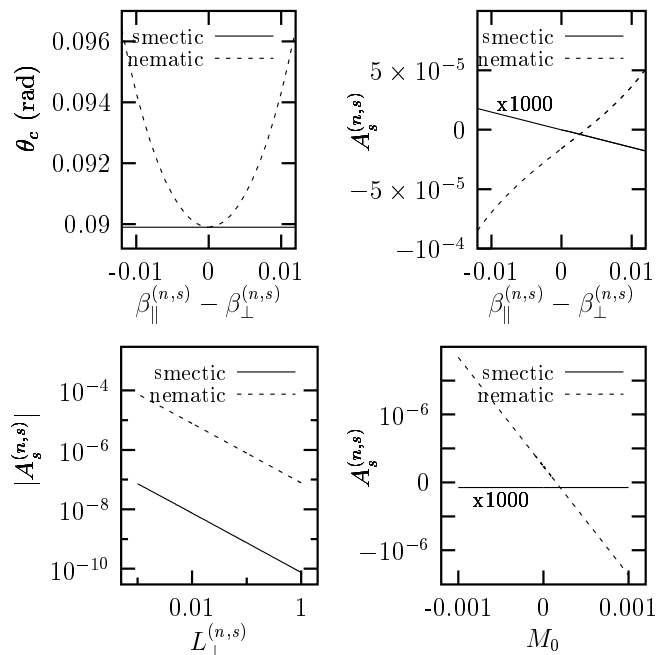 smectic
nematic
0.096
0.094
0.092
0.09
θc (rad)
-0.01 0 0.01
β∥(n,s) − β⊥(n,s)
smectic
nematic
x1000
5 × 10−5
0
−5 × 10−5
−10−4
As(n,s)
-0.01 0 0.01
β∥(n,s) − β⊥(n,s)
smectic
nematic
10−4
10−6
10−8
10−10
|As(n,s)|
0.01 1
L⊥(n,s)
smectic
nematic
10−6
0
x1000
−10−6
As(n,s)
-0.001 0 0.001
M0